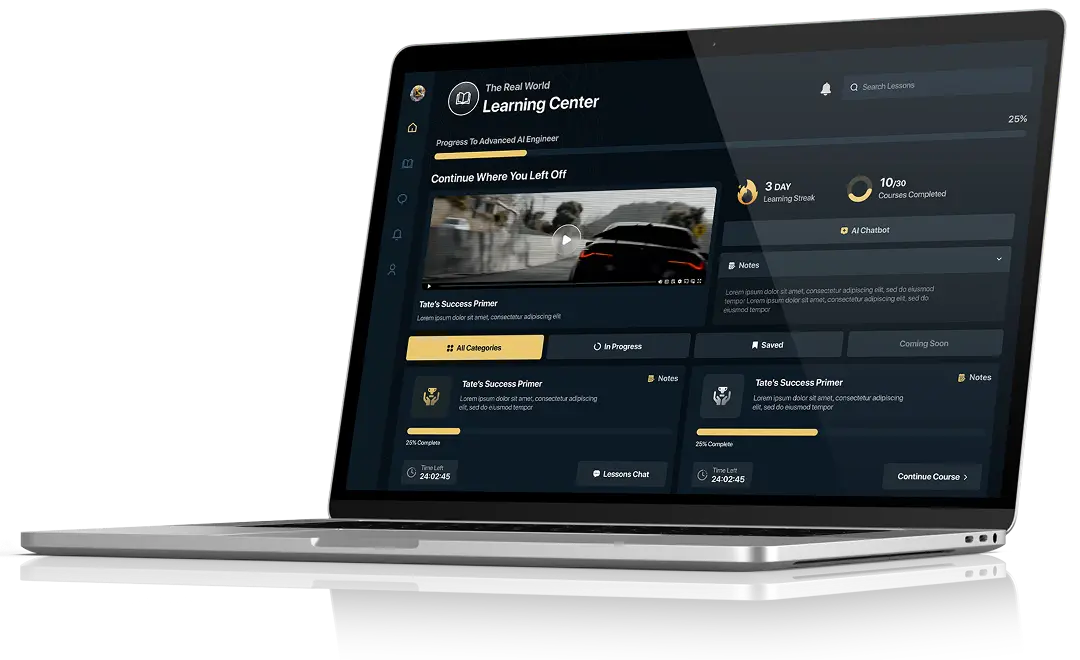 The Real World
Learning Center
Search Lessons
25%
Progress To Advanced AI Engineer
Continue Where You Left Off
3 DAY
Learning Streak
10/30
Courses Completed
AI Chatbot
Notes
Lorem ipsum dolor sit amet, consectetur adipiscing elit, sed do eiusmod
tempor Lorem ipsum dolor sit amet, consectetur adipiscing elit, sed do
eiusmod tempor
Tate's Success Primer
Lorem ipsum dolor sit amet, consectetur adipiscing elit
All Categories
In Progress
Saved
Coming Soon
Tate's Success Primer
Notes
Lorem ipsum dolor sit amet, consectetur adipiscing
elit, sed do eiusmod tempor
25% Complete
Time Left
24:02:45
Lessons Chat
Tate's Success Primer
Notes
Lorem ipsum dolor sit amet, consectetur adipiscing
elit, sed do eiusmod tempor
25% Complete
Time Left
24:02:45
Continue Course